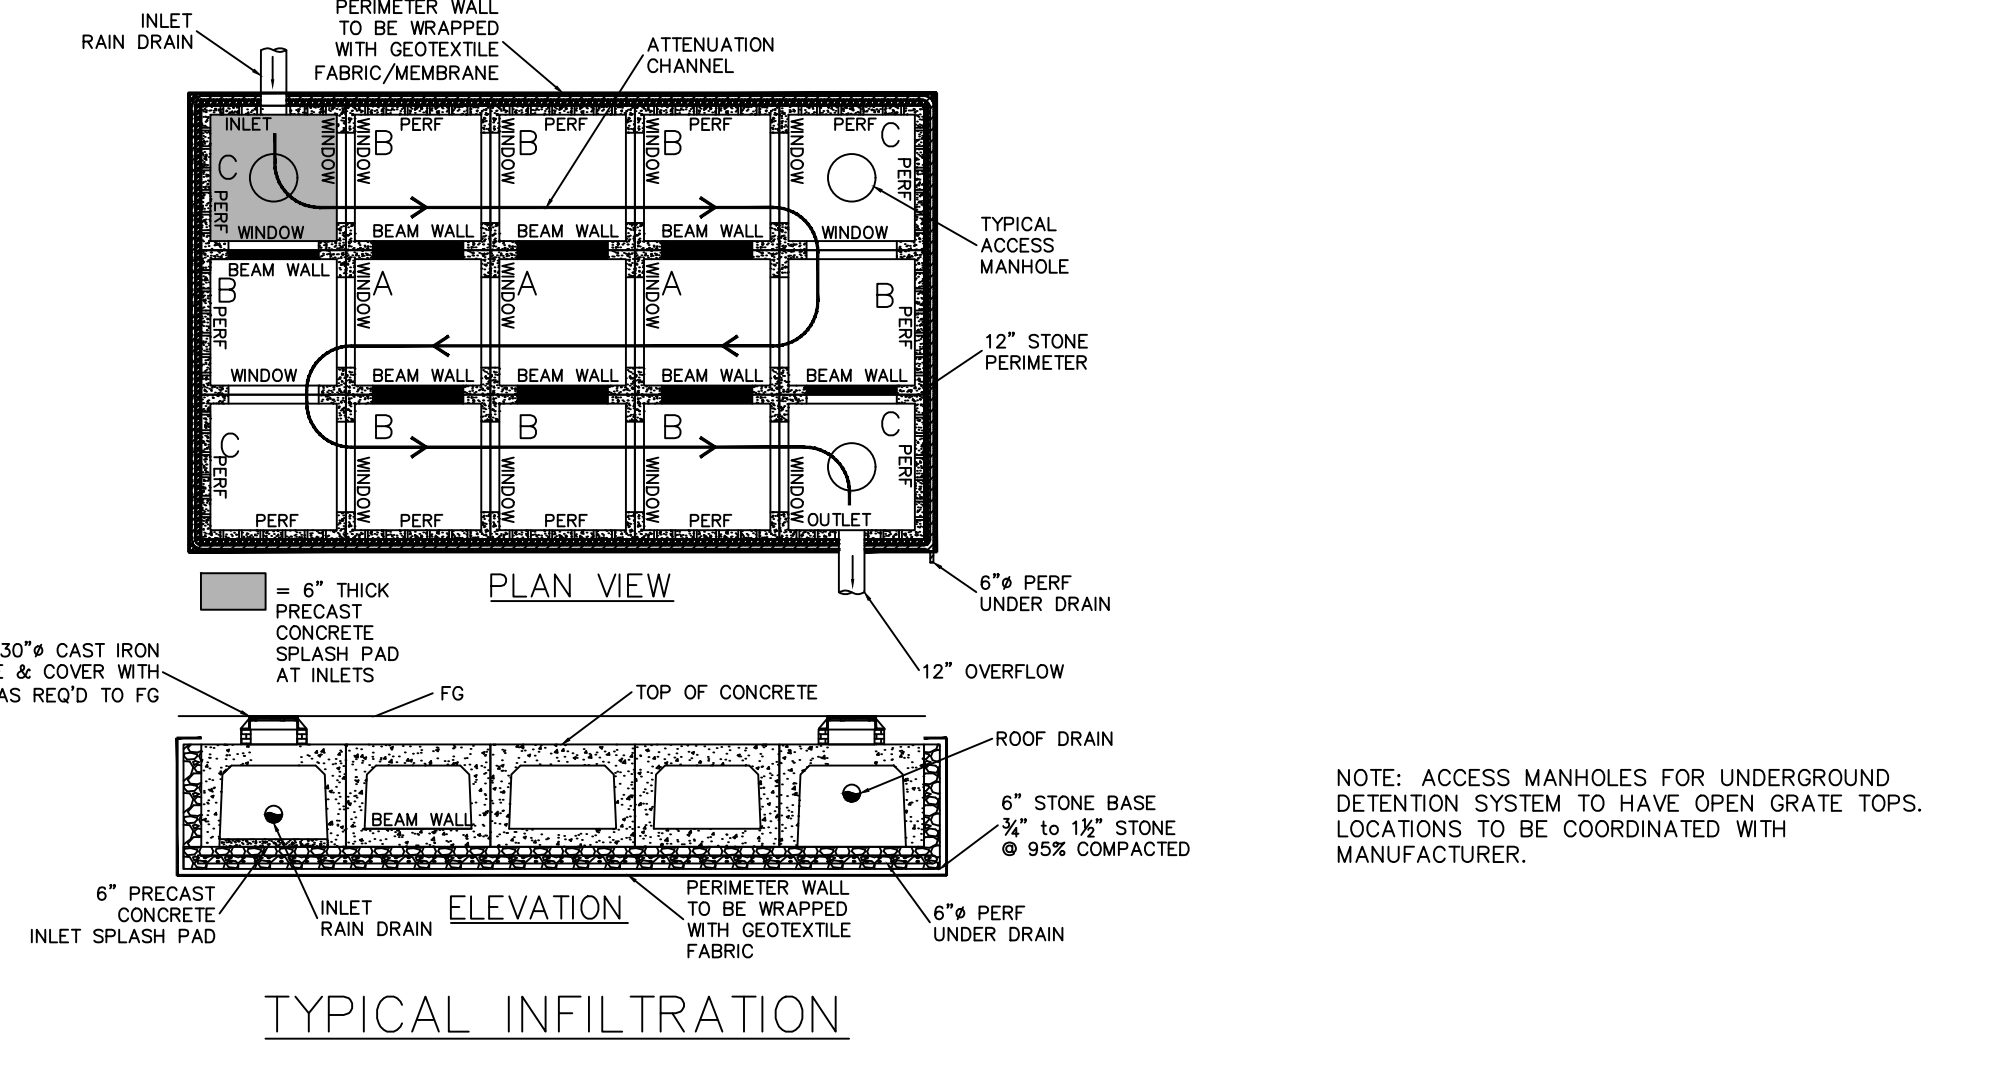 INLET
RAIN DRAIN
PERIMETER WALL
TO BE WRAPPED
WITH GEOTEXTILE
FABRIC/MEMBRANE
ATTENUATION
CHANNEL
INLET
WINDOW
C
PERF
WINDOW
WINDOW
B
PERF
BEAM WALL
WINDOW
B
PERF
BEAM WALL
WINDOW
B
PERF
BEAM WALL
WINDOW
PERF
C
PERF
WINDOW
TYPICAL
ACCESS
MANHOLE
BEAM WALL
B
PERF
WINDOW
WINDOW
A
BEAM WALL
WINDOW
A
BEAM WALL
WINDOW
A
BEAM WALL
B
PERF
BEAM WALL
12" STONE
PERIMETER
C
PERF
PERF
WINDOW
B
PERF
WINDOW
B
PERF
WINDOW
B
PERF
WINDOW
C
PERF
OUTLET
6"ø PERF
UNDER DRAIN
12" OVERFLOW
= 6" THICK
PRECAST
CONCRETE
SPLASH PAD
AT INLETS
PLAN VIEW
30"ø CAST IRON
& COVER WITH
AS REQ'D TO FG
FG
TOP OF CONCRETE
ROOF DRAIN
BEAM WALL
6" STONE BASE
¾" to 1½" STONE
@ 95% COMPACTED
6" PRECAST
CONCRETE
INLET SPLASH PAD
INLET
RAIN DRAIN
ELEVATION
PERIMETER WALL
TO BE WRAPPED
WITH GEOTEXTILE
FABRIC
6"ø PERF
UNDER DRAIN
TYPICAL INFILTRATION
NOTE: ACCESS MANHOLES FOR UNDERGROUND
DETENTION SYSTEM TO HAVE OPEN GRATE TOPS.
LOCATIONS TO BE COORDINATED WITH
MANUFACTURER.